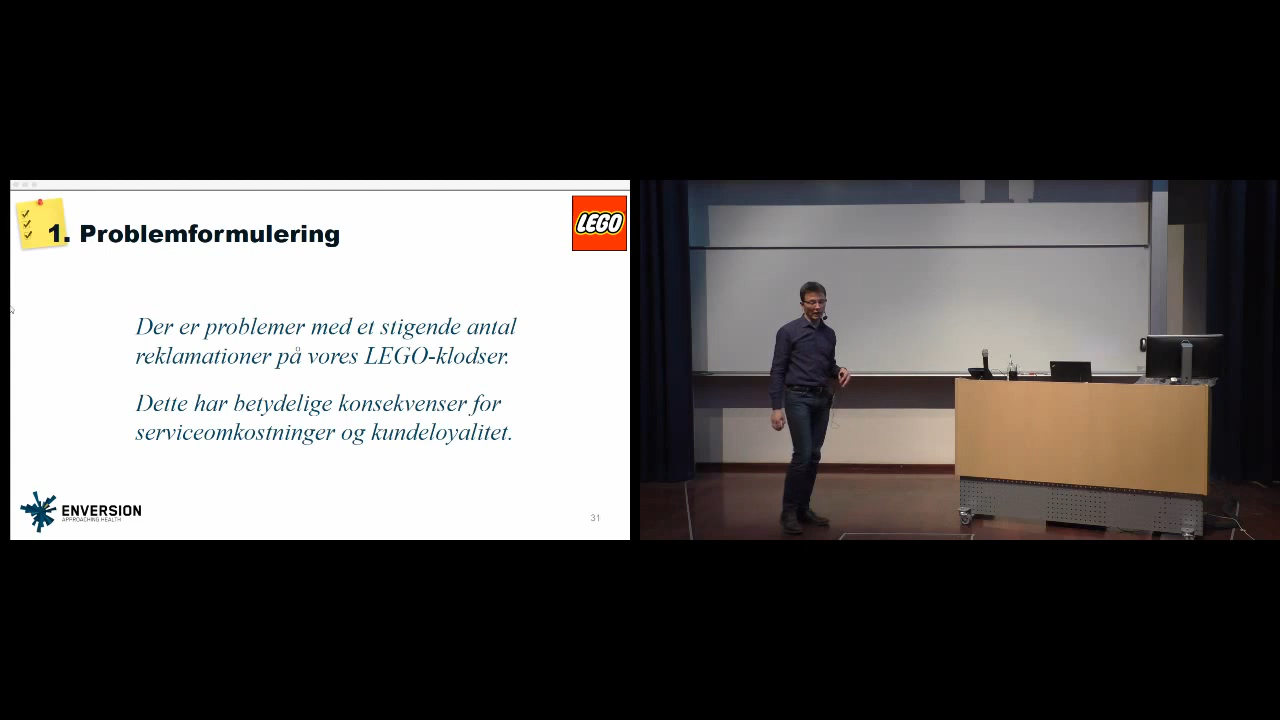 1. Problemformulering
LEGO
Der er problemer med et stigende antal
reklamationer på vores LEGO-klodser.
Dette har betydelige konsekvenser for
serviceomkostninger og kundeloyalitet.
ENVERSION
APPROACHING HEALTH
31